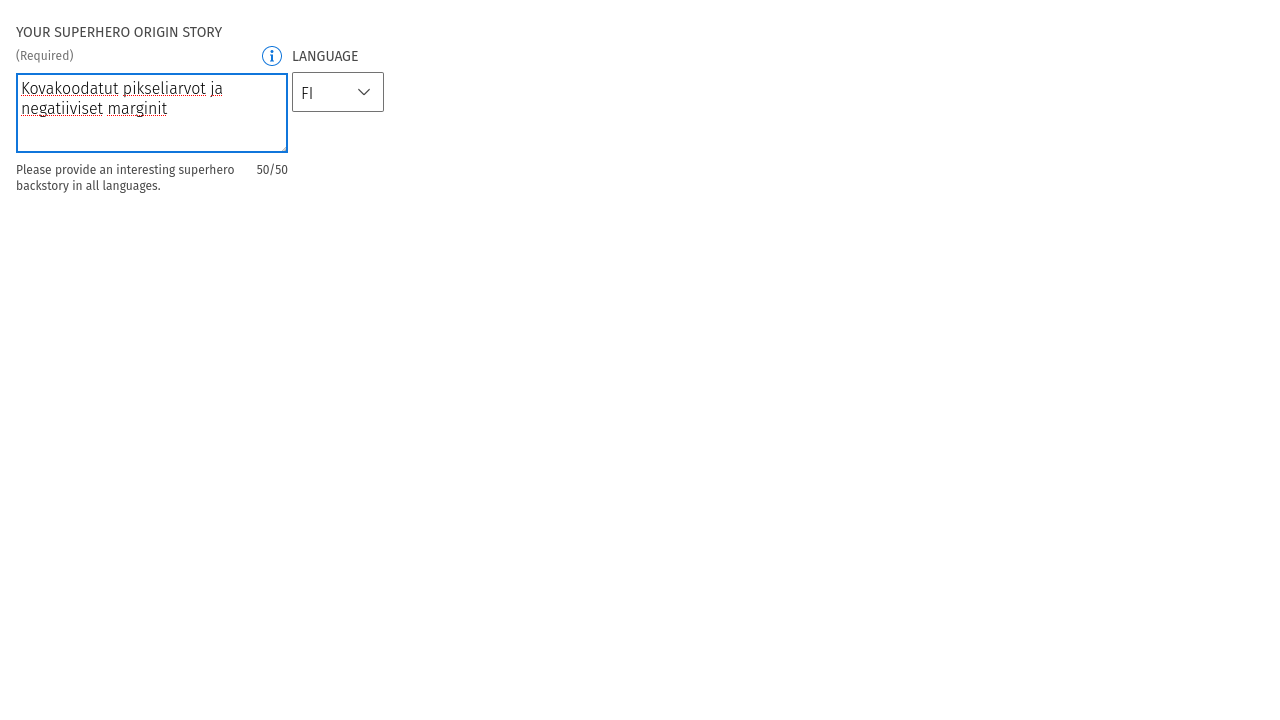 YOUR SUPERHERO ORIGIN STORY
(Required)
LANGUAGE
Kovakoodatut pikseliarvot ja
negatiiviset marginit
FI
Please provide an interesting superhero
backstory in all languages.
50/50